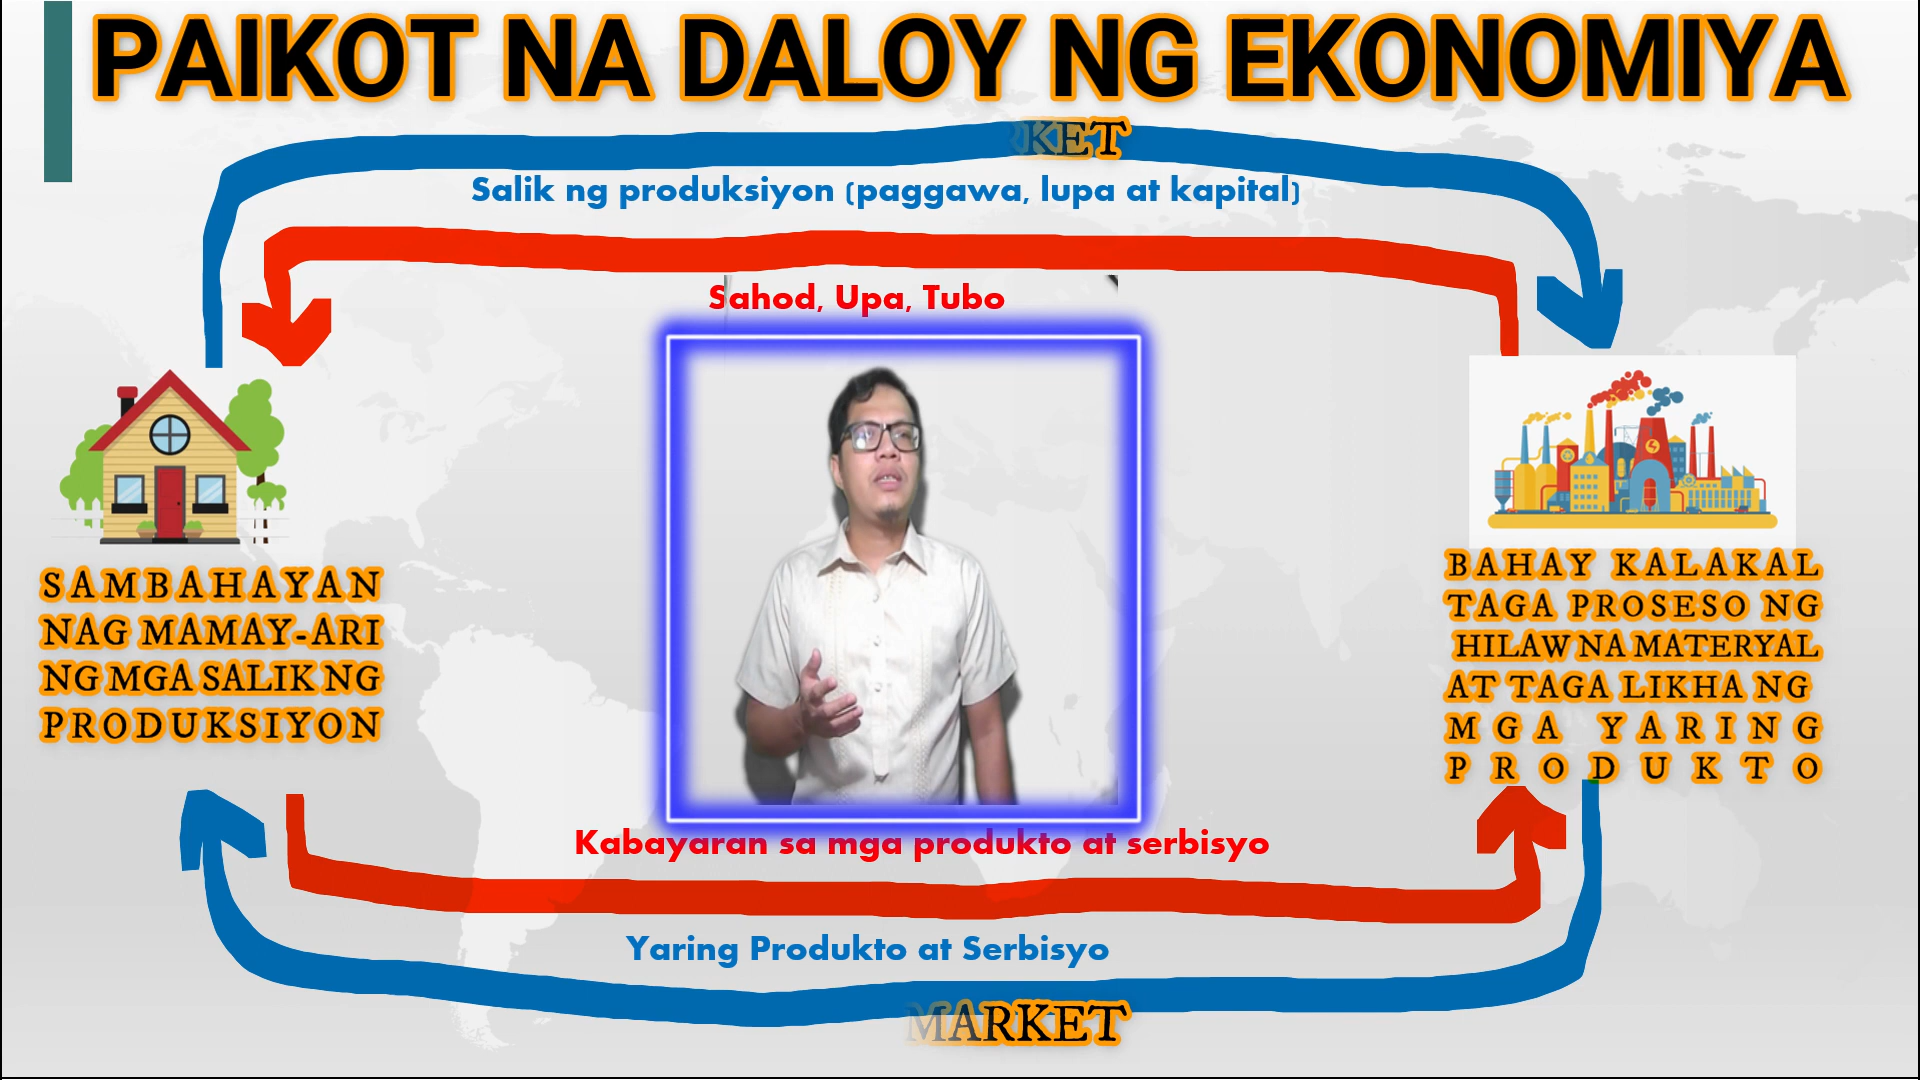 PAIKOT NA DALOY NG EKONOMIYA
KET
Salik ng produksiyon (paggawa, lupa at kapital)
Sahod, Upa, Tubo
SAMBAHAYAN
NAG MAMAY-ARI
NG MGA SALIK NG
PRODUKSIYON
BAHAY KALAKAL
TAGA PROSESO NG
HILAW NA MATERYAL
AT TAGA LIKHA NG
MGA YARING
PRODUKTO
Kabayaran sa mga produkto at serbisyo
Yaring Produkto at Serbisyo
MARKET